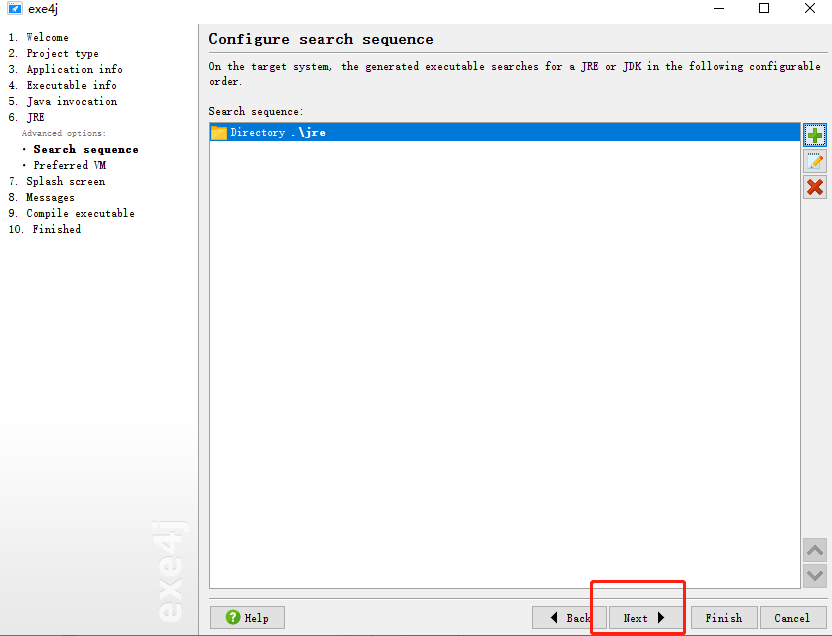 exe4j
1. Welcome
2. Project type
3. Application info
4. Executable info
5. Java invocation
6. JRE
Advanced options:
· Search sequence
· Preferred VM
7. Splash screen
8. Messages
9. Compile executable
10. Finished
exe4j
Configure search sequence
On the target system, the generated executable searches for a JRE or JDK in the following configurable
order.
Search sequence:
Directory .\jre
Help
Back
Next
Finish
Cancel